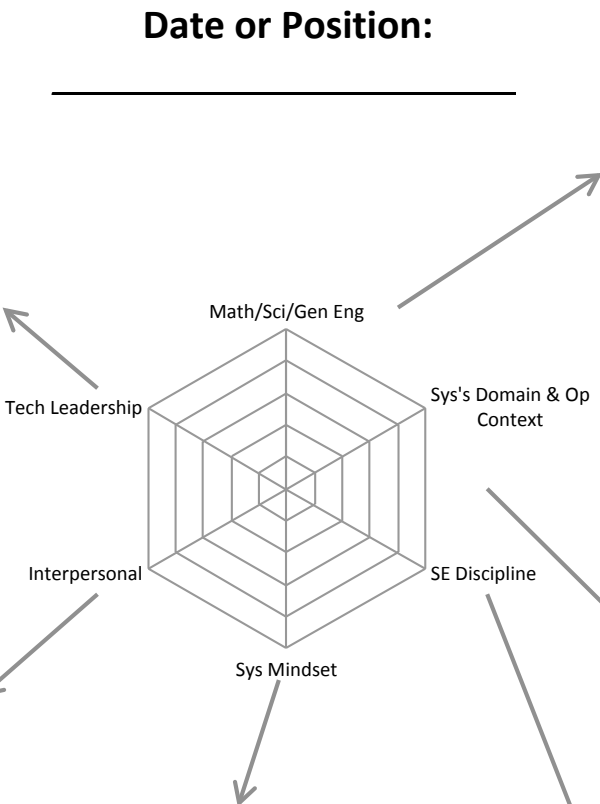 Date or Position:
Math/Sci/Gen Eng
Sys's Domain & Op
Context
Tech Leadership
Interpersonal
SE Discipline
Sys Mindset